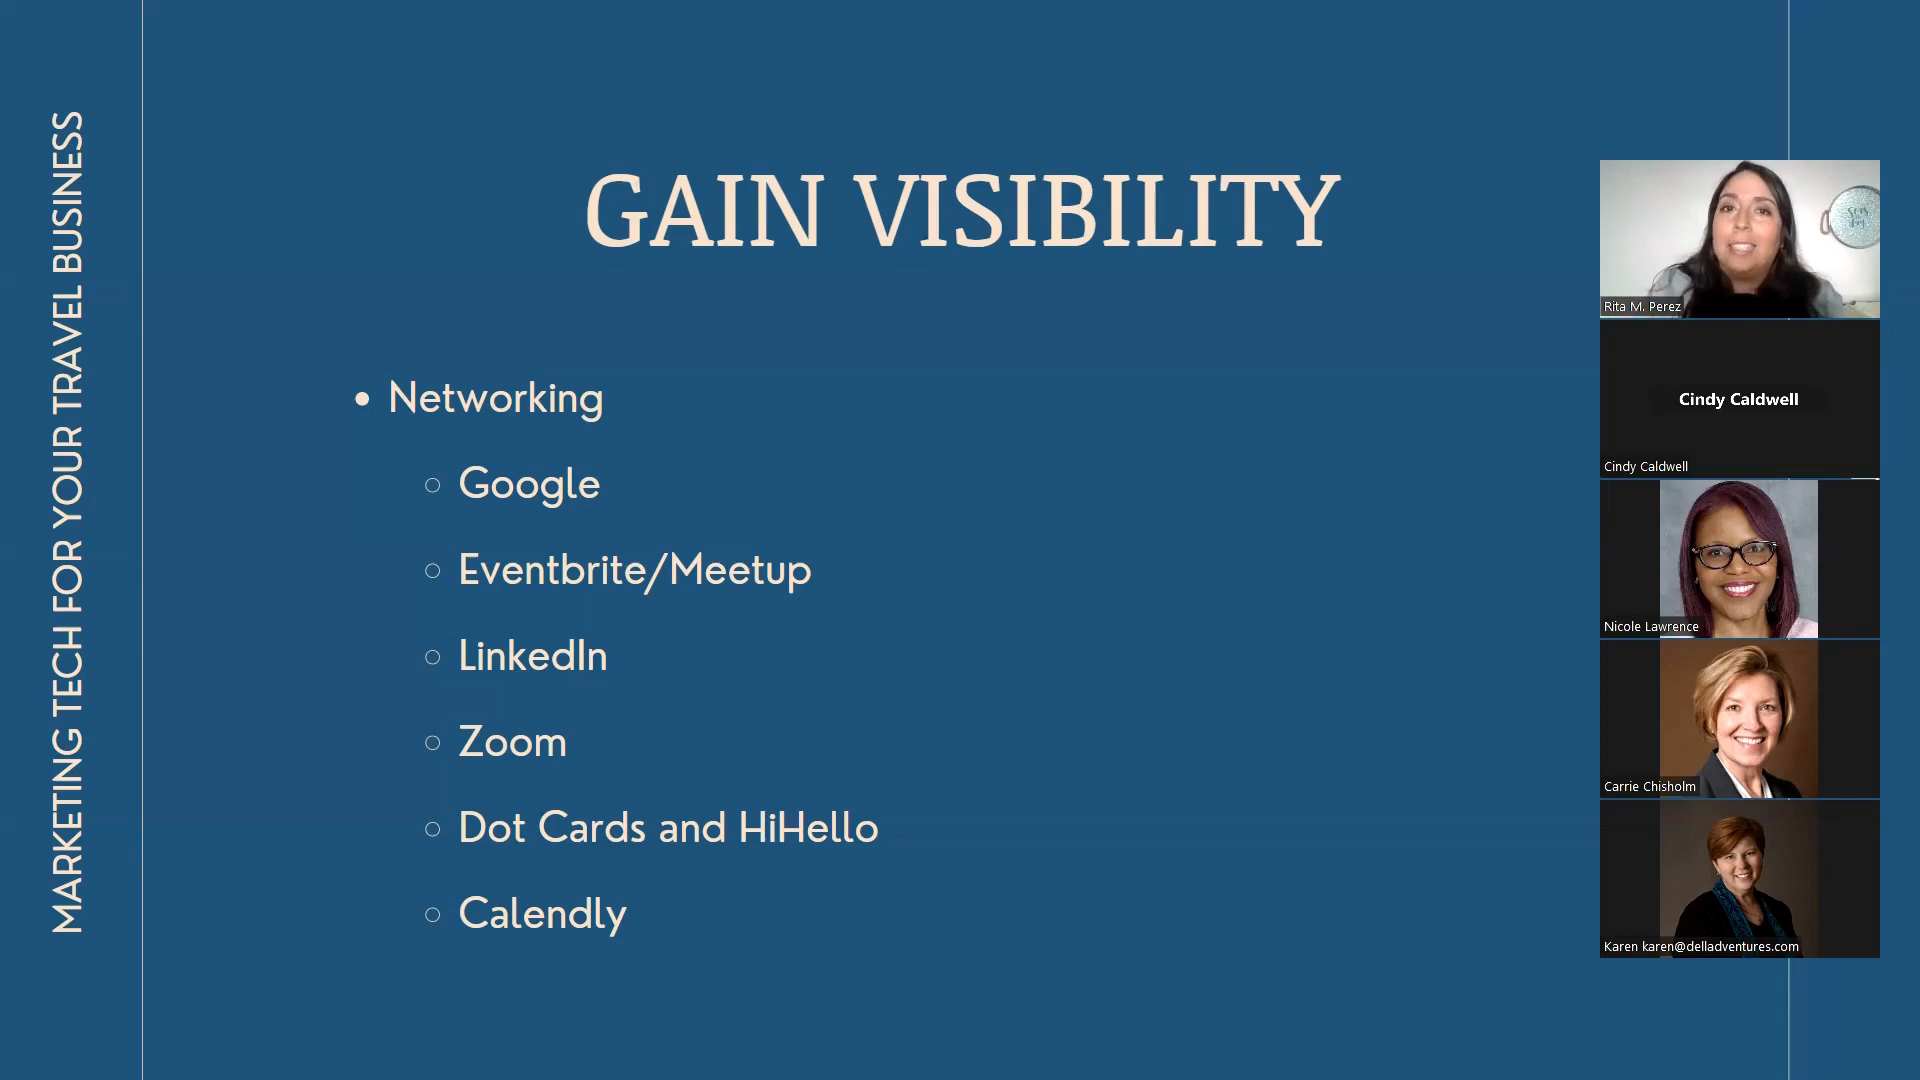 MARKETING TECH FOR YOUR TRAVEL BUSINESS
GAIN VISIBILITY
Networking
Google
Eventbrite/Meetup
LinkedIn
Zoom
Dot Cards and HiHello
Calendly
Rita M. Perez
Cindy Caldwell
Cindy Caldwell
Nicole Lawrence
Carrie Chisholm
Karen karen@delladventures.com